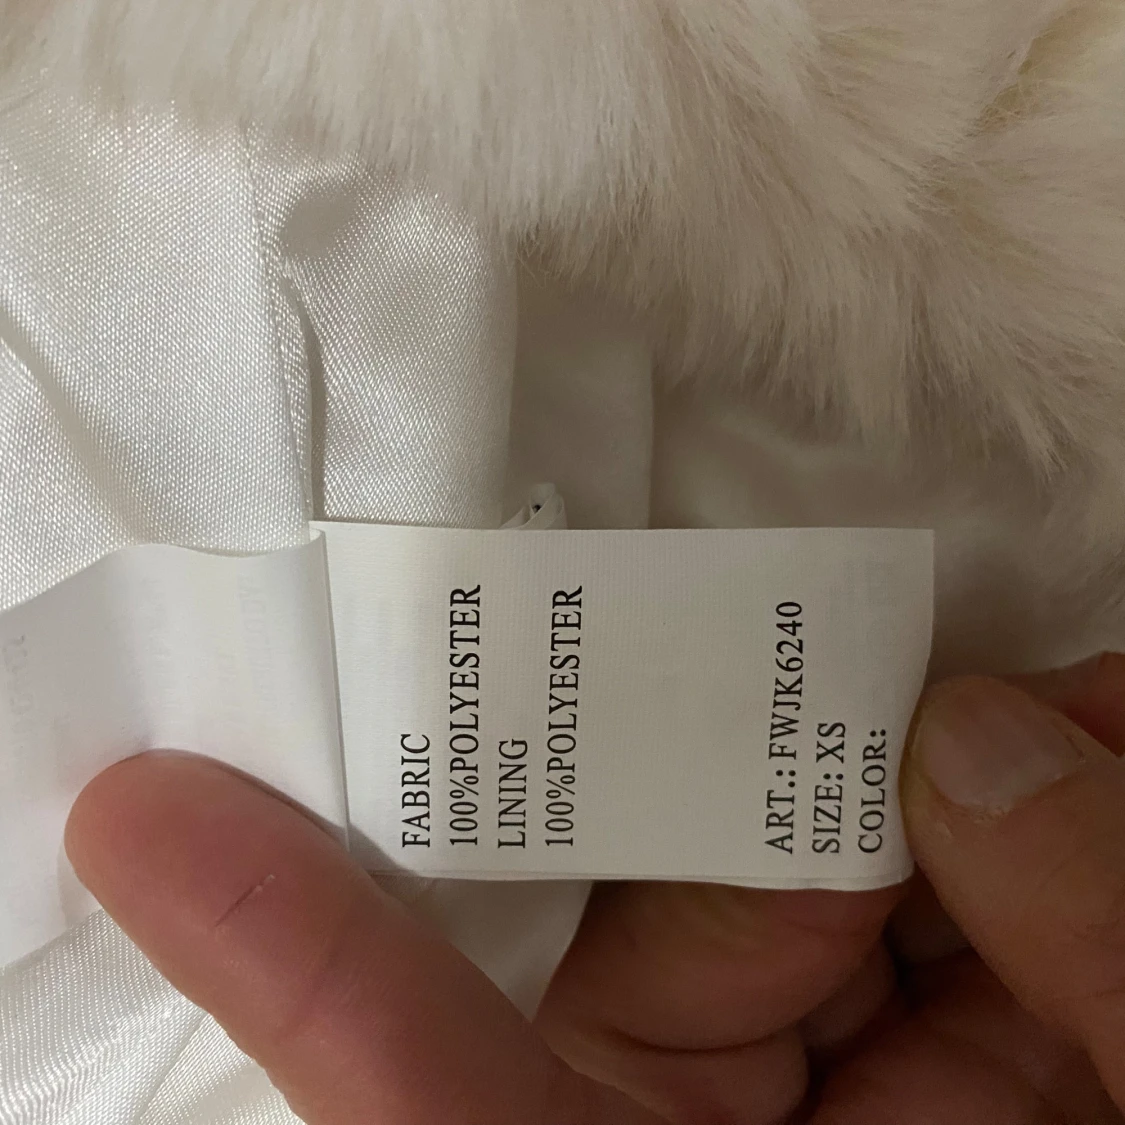 FABRIC
100%POLYESTER
LINING
100%POLYESTER
ART.: FWJK6240
SIZE: XS
COLOR: